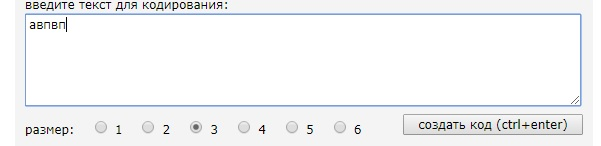 введите текст для кодирования:
авпвп
размер: 1 2 3 4 5 6 создать код (ctrl+enter)